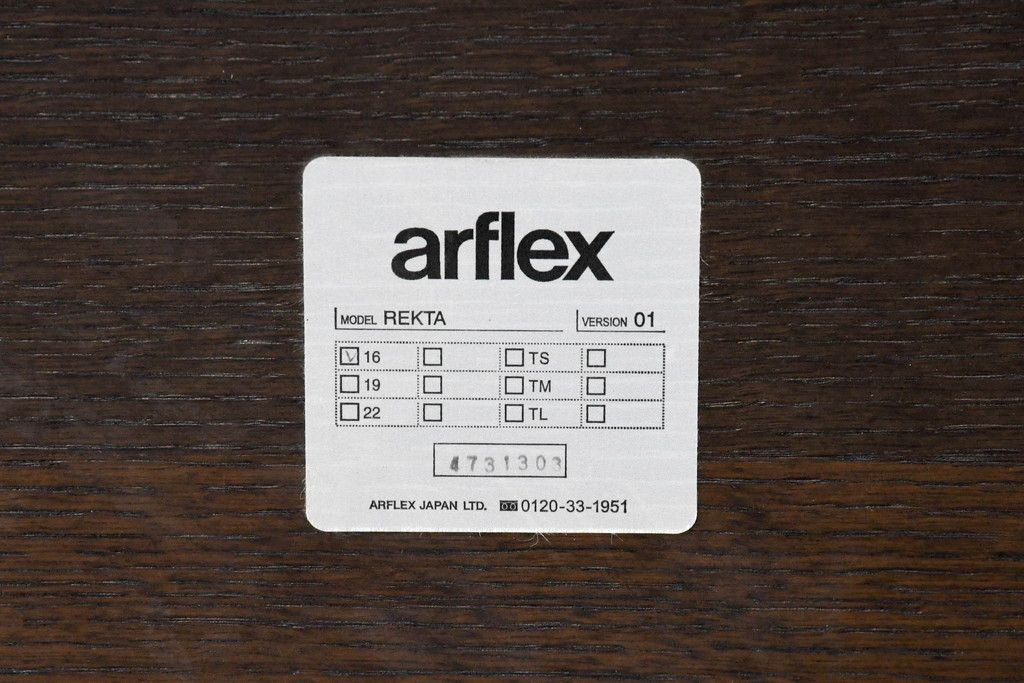 arflex
MODEL REKTA VERSION 01
16 TS
19 TM
22 TL
4731303
ARFLEX JAPAN LTD. 0120-33-1951